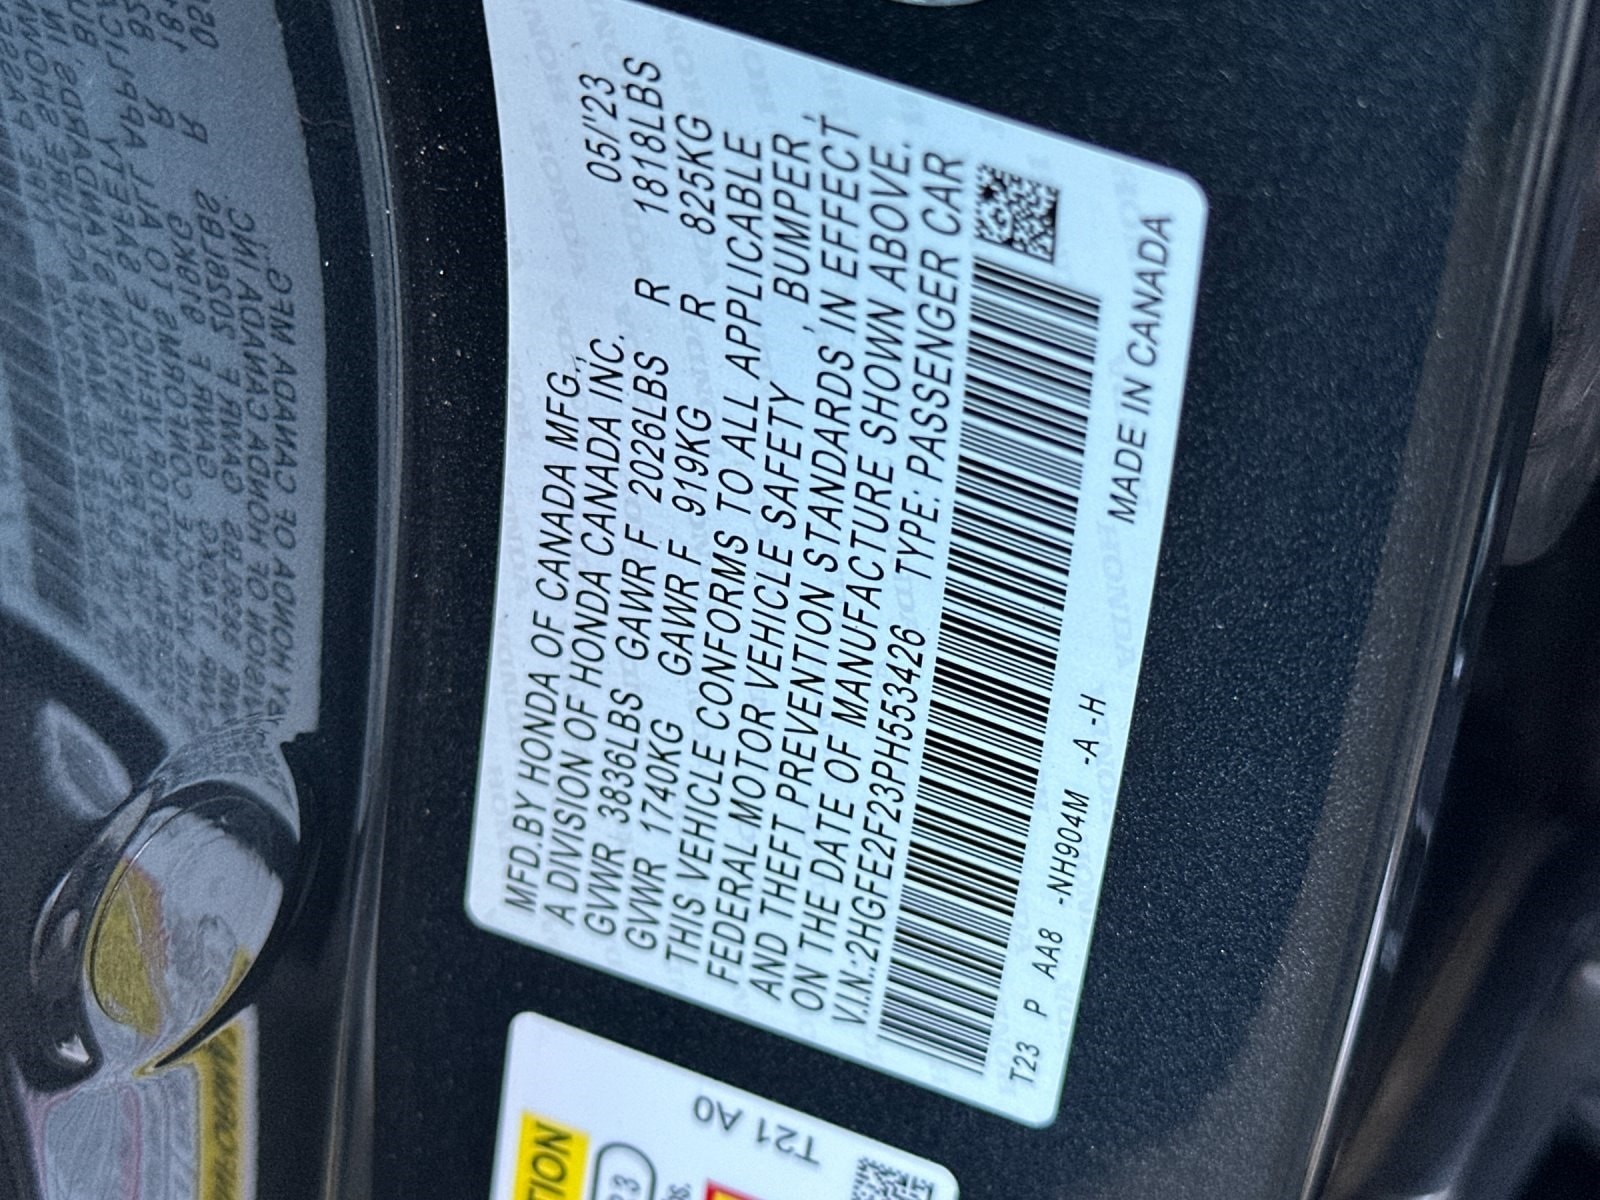 MFD.BY HONDA OF CANADA MFG., 05/'23
A DIVISION OF HONDA CANADA INC.
GVWR 3836LBS GAWR F 2026LBS R 1818LBS
GVWR 1740KG GAWR F 919KG R 825KG
THIS VEHICLE CONFORMS TO ALL APPLICABLE
FEDERAL MOTOR VEHICLE SAFETY , BUMPER ,
AND THEFT PREVENTION STANDARDS IN EFFECT
ON THE DATE OF MANUFACTURE SHOWN ABOVE.
V.I.N.:2HGFE2F23PH553426 TYPE: PASSENGER CAR
T23 P AA8 -NH904M -A -H MADE IN CANADA
T21 A0